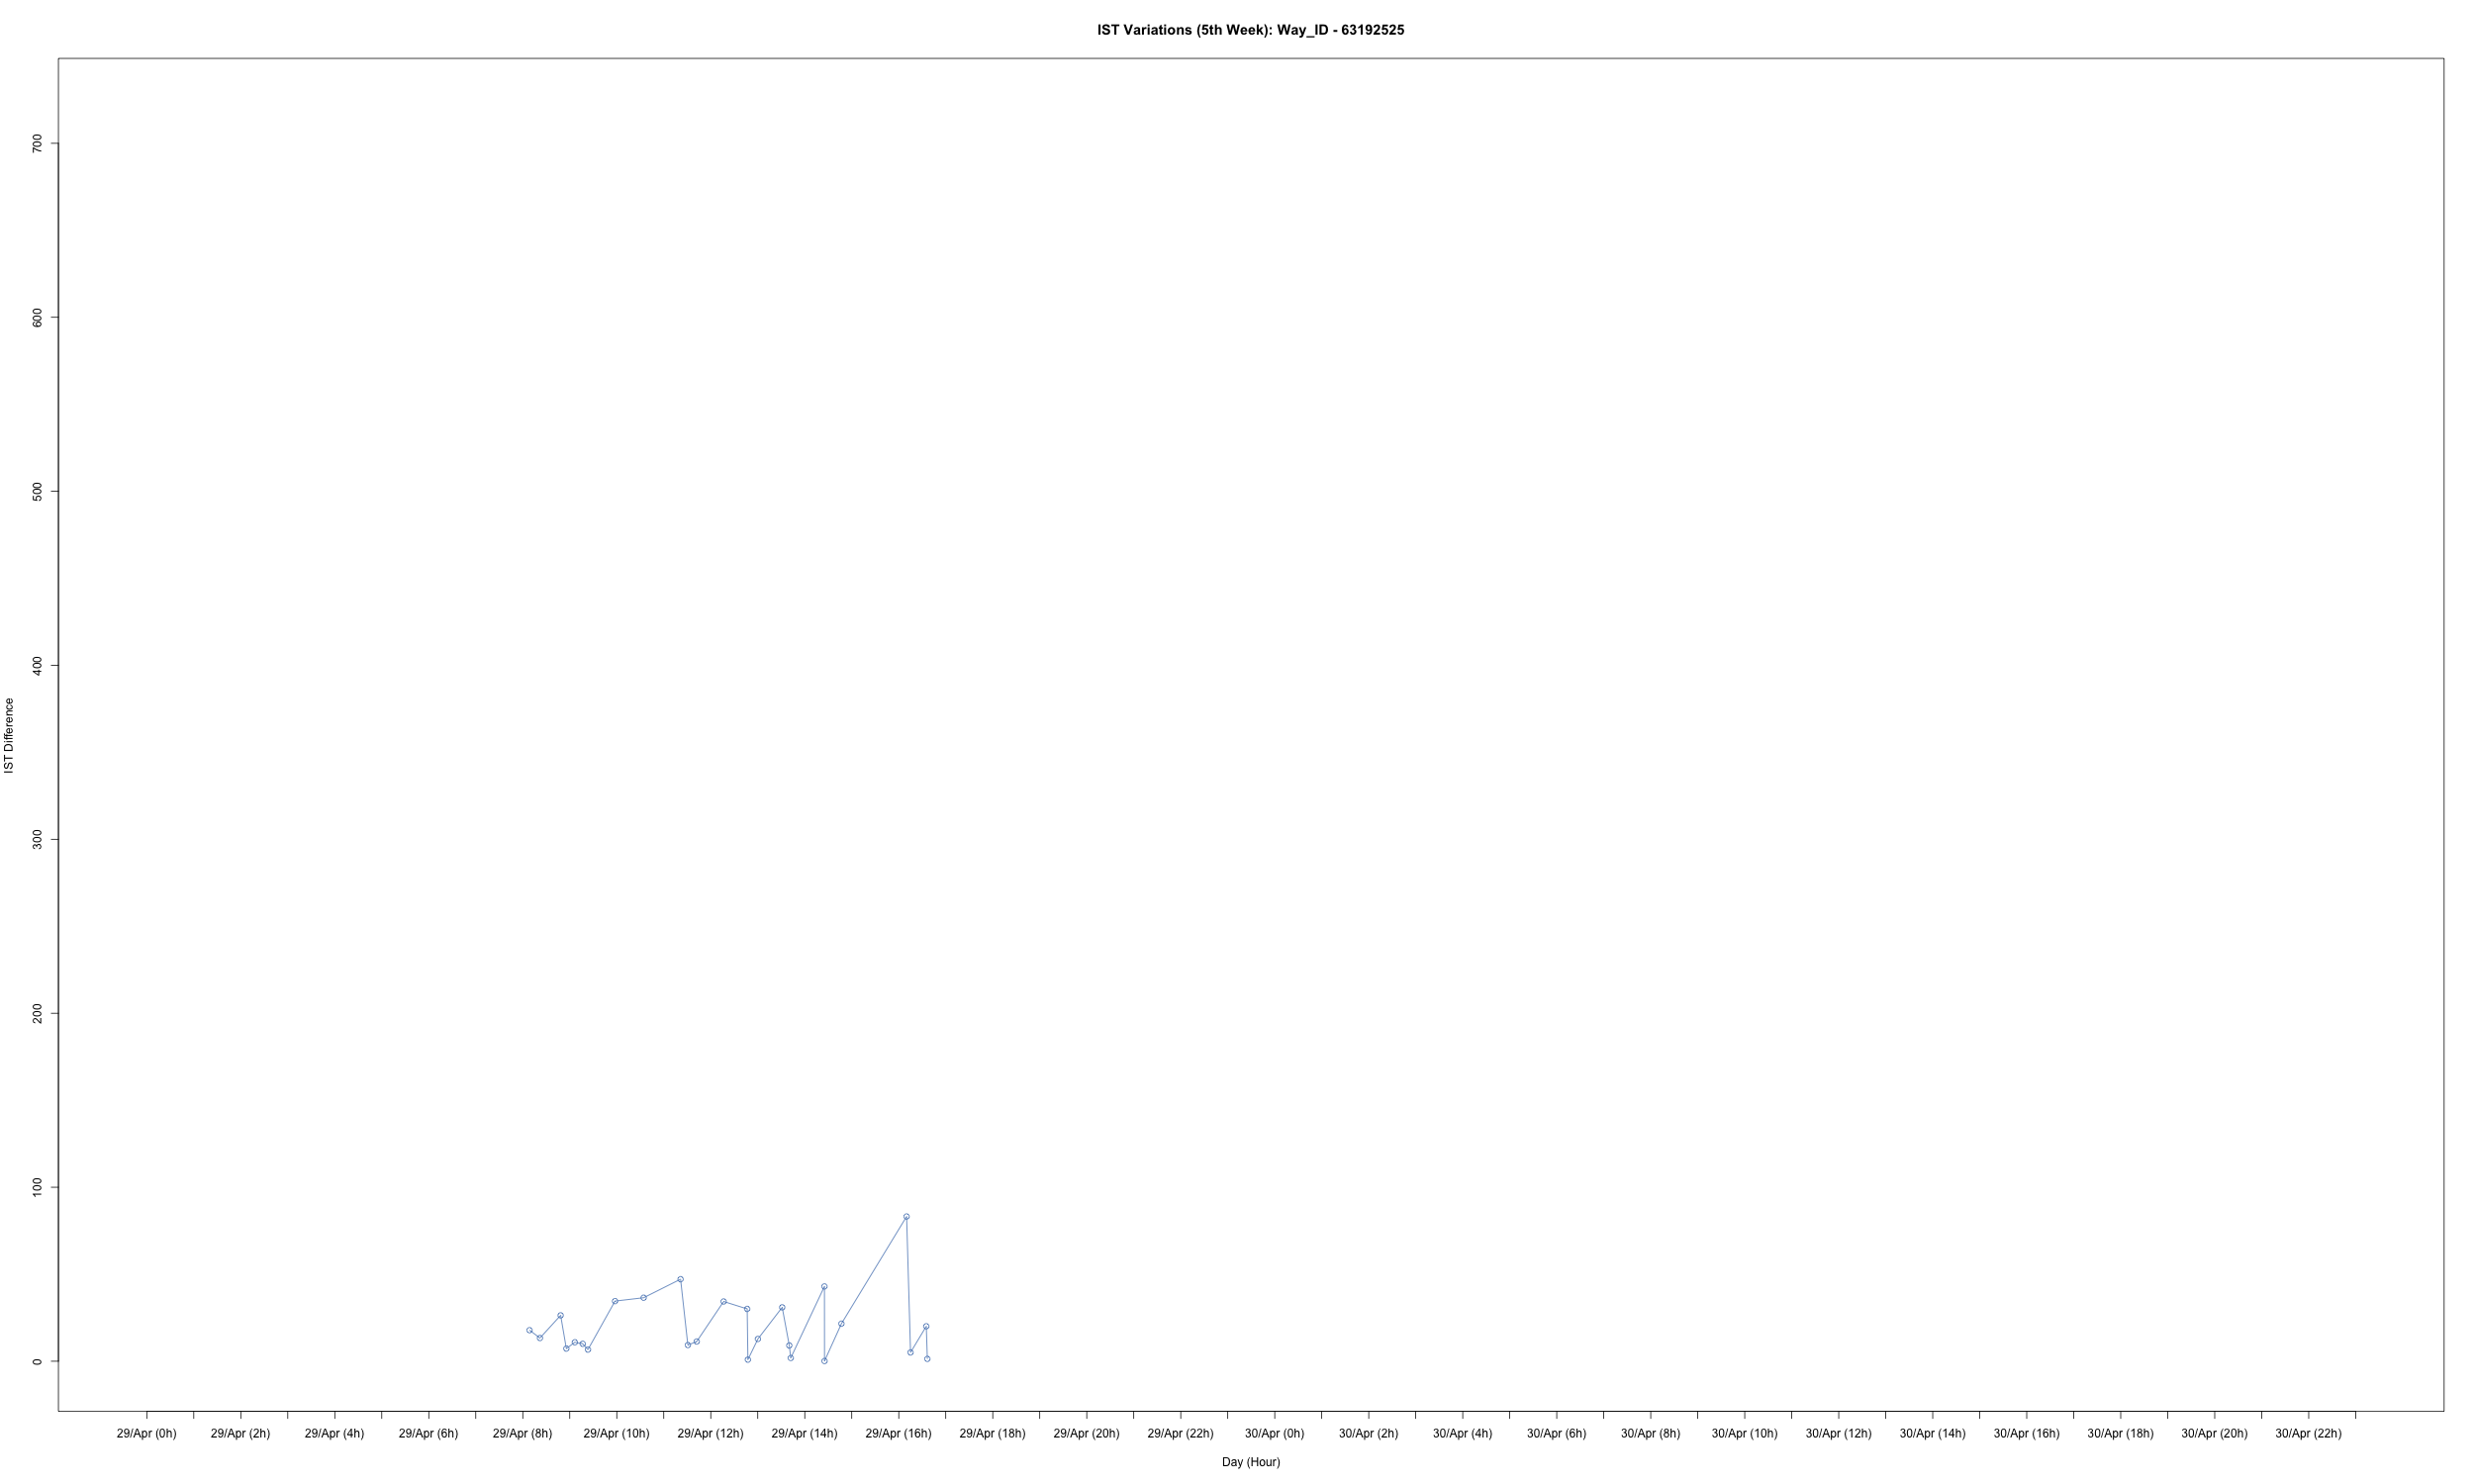 IST Variations (5th Week): Way_ID - 63192525
700
600
500
400
300
200
100
0
IST Difference
29/Apr (0h) 29/Apr (2h) 29/Apr (4h) 29/Apr (6h) 29/Apr (8h) 29/Apr (10h) 29/Apr (12h) 29/Apr (14h) 29/Apr (16h) 29/Apr (18h) 29/Apr (20h) 29/Apr (22h) 30/Apr (0h) 30/Apr (2h) 30/Apr (4h) 30/Apr (6h) 30/Apr (8h) 30/Apr (10h) 30/Apr (12h) 30/Apr (14h) 30/Apr (16h) 30/Apr (18h) 30/Apr (20h) 30/Apr (22h)
Day (Hour)